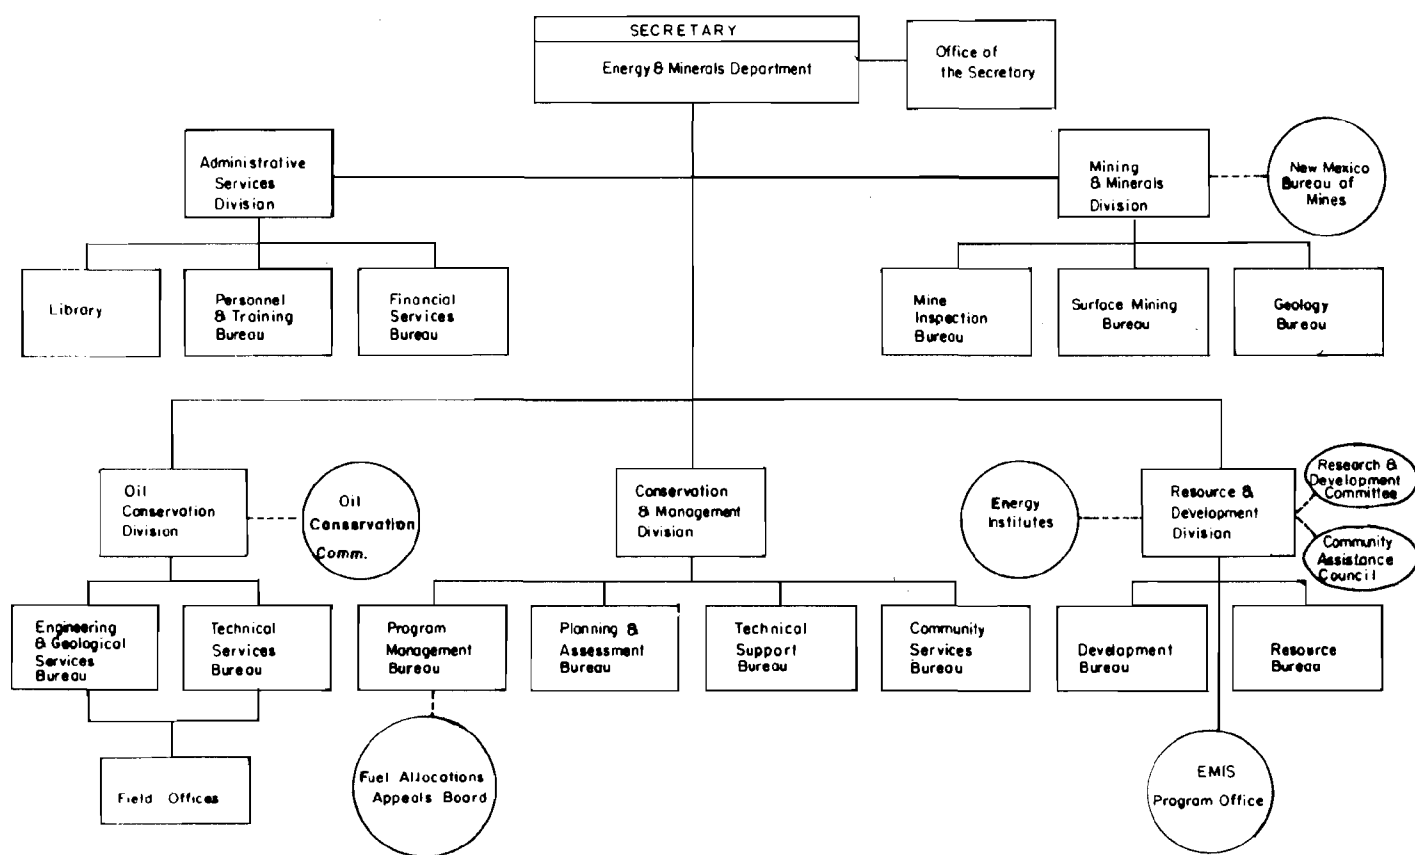 SECRETARY
Energy & Minerals Department
Office of
the Secretary
Administrative
Services
Division
Mining
& Minerals
Division
New Mexico
Bureau of
Mines
Library
Personnel
& Training
Bureau
Financial
Services
Bureau
Mine
Inspection
Bureau
Surface Mining
Bureau
Geology
Bureau
Oil
Conservation
Division
Oil
Conservation
Comm.
Conservation
& Management
Division
Energy
Institutes
Resource &
Development
Division
Research &
Development
Committee
Community
Assistance
Council
Engineering
& Geological
Services
Bureau
Technical
Services
Bureau
Program
Management
Bureau
Planning &
Assessment
Bureau
Technical
Support
Bureau
Community
Services
Bureau
Development
Bureau
Resource
Bureau
Field Offices
Fuel Allocations
Appeals Board
EMIS
Program Office